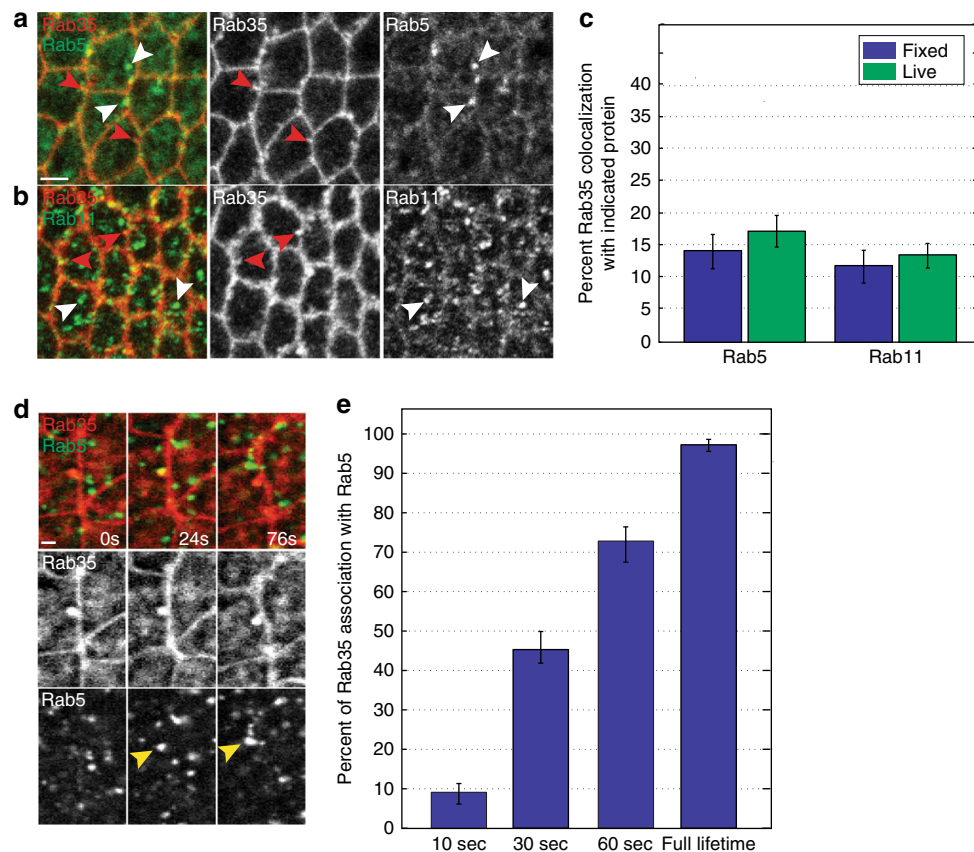 a
Rab35
Rab5
Rab35
Rab5
b
Rab35
Rab11
Rab35
Rab11
c
Percent Rab35 colocalization
with indicated protein
45
40
35
30
25
20
15
10
5
0
Fixed
Live
Rab5
Rab11
d
Rab35
Rab5
0s
24s
76s
Rab35
Rab5
e
Percent of Rab35 association with Rab5
100
90
80
70
60
50
40
30
20
10
0
10 sec
30 sec
60 sec
Full lifetime